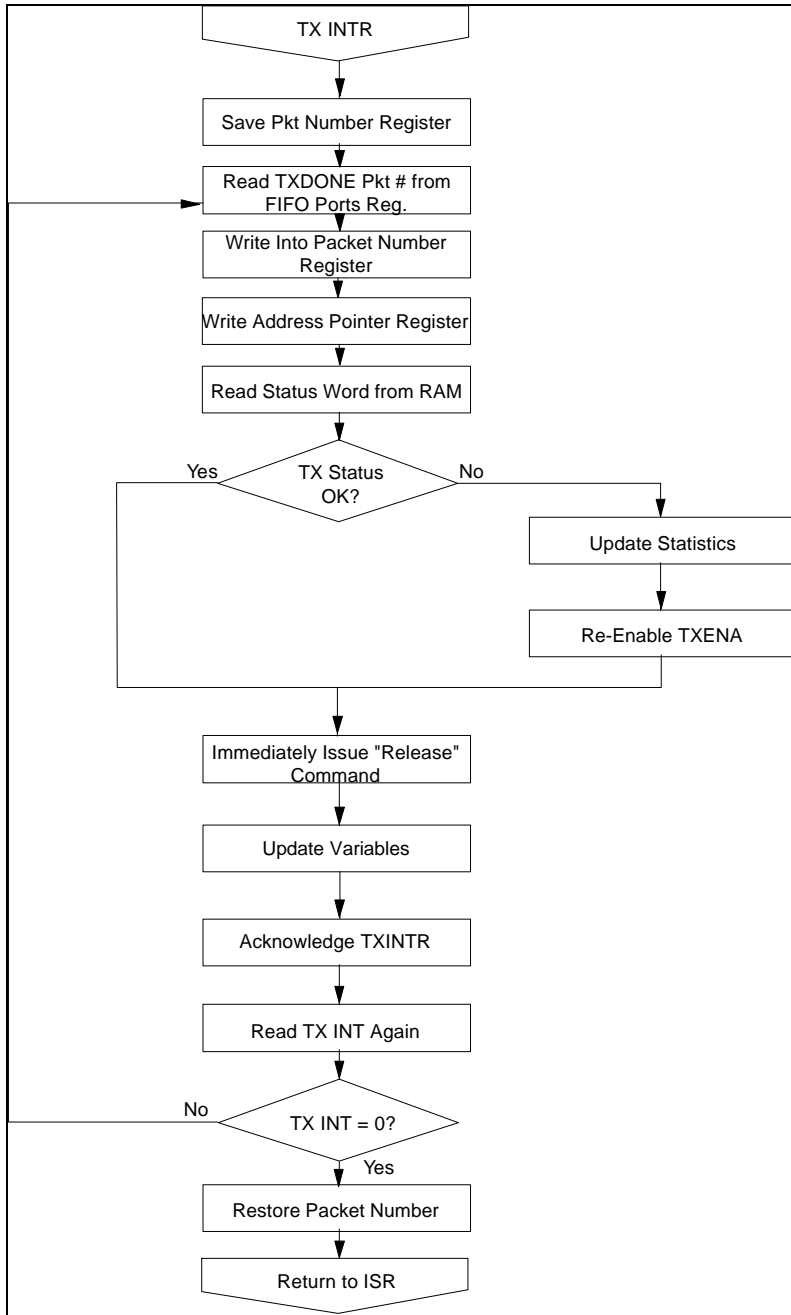 TX INTR
Save Pkt Number Register
Read TXDONE Pkt # from
FIFO Ports Reg.
Write Into Packet Number
Register
Write Address Pointer Register
Read Status Word from RAM
Yes
TX Status
OK?
No
Update Statistics
Re-Enable TXENA
Immediately Issue "Release"
Command
Update Variables
Acknowledge TXINTR
Read TX INT Again
No
TX INT = 0?
Yes
Restore Packet Number
Return to ISR